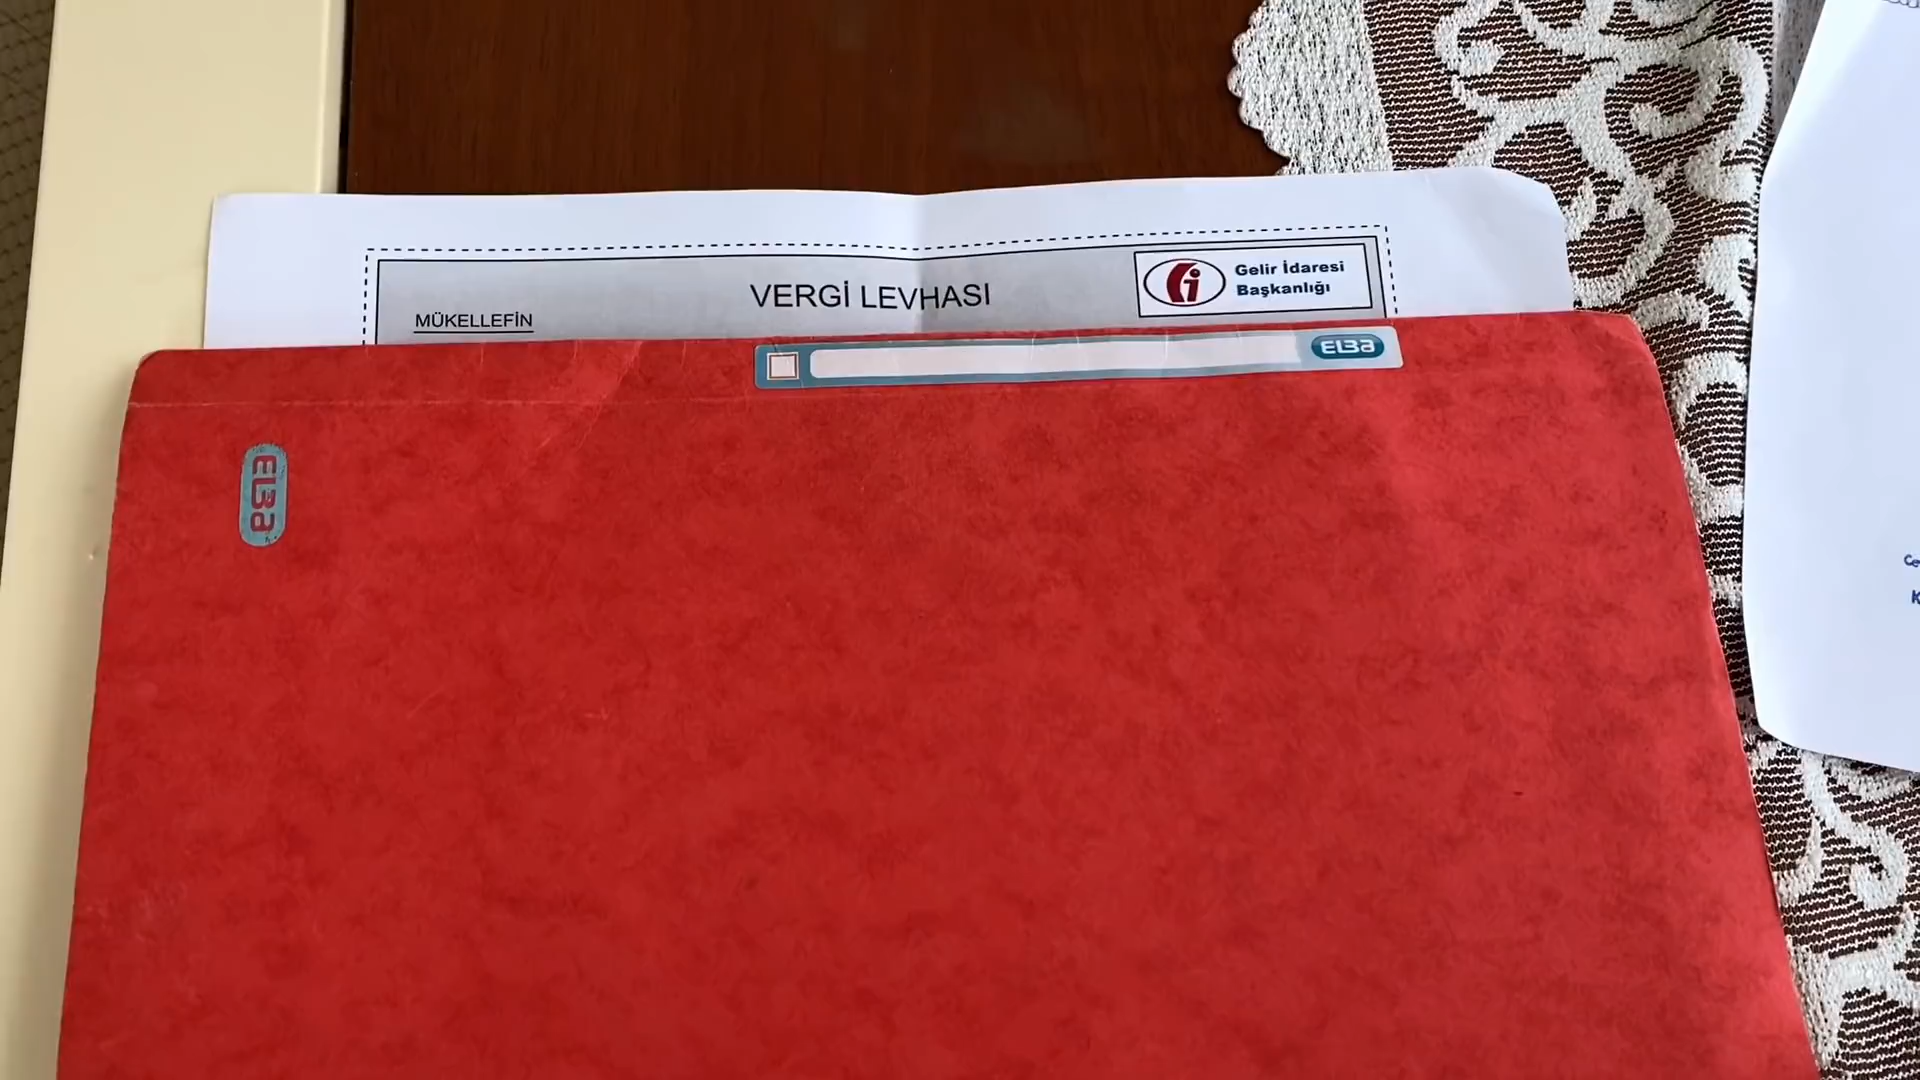 VERGİ LEVHASI
Gelir İdaresi
Başkanlığı
MÜKELLEFİN
ELBA
ELBA